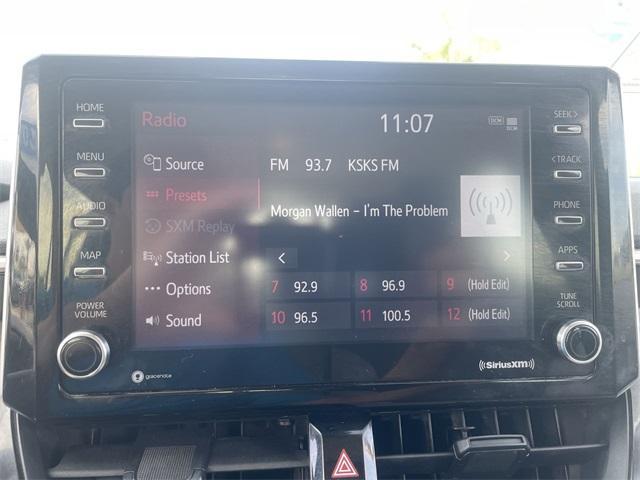 HOME
MENU
AUDIO
MAP
POWER
VOLUME
Radio
11:07
DCM
DCM
Source
Presets
SXM Replay
Station List
Options
Sound
FM 93.7 KSKS FM
Morgan Wallen - I'm The Problem
< >
7 92.9 8 96.9 9 (Hold Edit)
10 96.5 11 100.5 12 (Hold Edit)
SEEK>
<TRACK
PHONE
APPS
TUNE
SCROLL
gracenote
SiriusXM